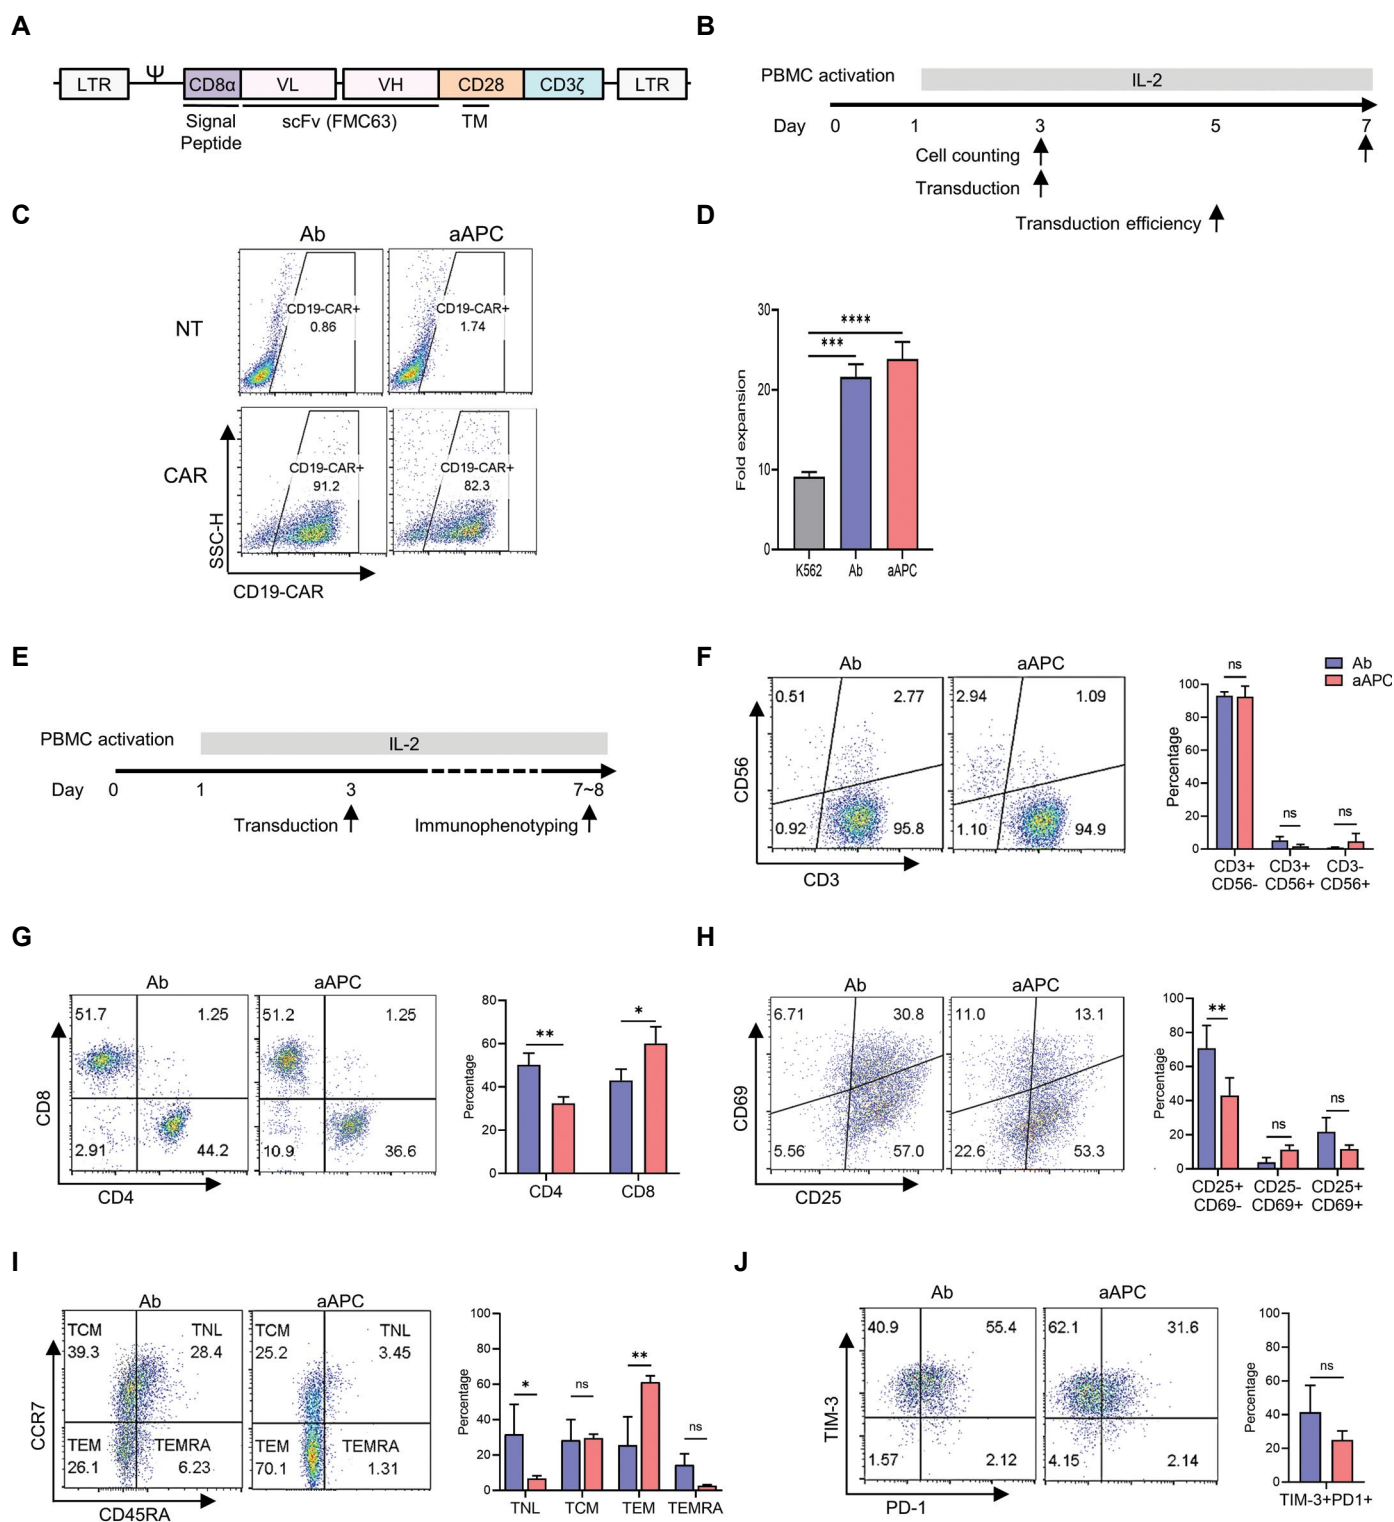 A
LTR Ψ CD8α VL VH CD28 CD3ζ LTR
Signal Peptide
scFv (FMC63)
TM
B
PBMC activation
IL-2
Day 0 1 3 5 7
Cell counting
Transduction
Transduction efficiency
C
Ab aAPC
NT
CD19-CAR+ 0.86
CD19-CAR+ 1.74
CAR
CD19-CAR+ 91.2
CD19-CAR+ 82.3
SSC-H
CD19-CAR
D
30
20
10
0
Fold expansion
****
***
K562 Ab aAPC
E
PBMC activation
IL-2
Day 0 1 3 7~8
Transduction
Immunophenotyping
F
Ab aAPC
0.51 2.77 2.94 1.09
0.92 95.8 1.10 94.9
CD56
CD3
Ab
aAPC
100
80
60
40
20
0
Percentage
ns ns ns
CD3+ CD56-
CD3+ CD56+
CD3- CD56+
G
Ab aAPC
51.7 1.25 51.2 1.25
2.91 44.2 10.9 36.6
CD8
CD4
80
60
40
20
0
Percentage
** *
CD4 CD8
H
Ab aAPC
6.71 30.8 11.0 13.1
5.56 57.0 22.6 53.3
CD69
CD25
100
80
60
40
20
0
Percentage
** ns ns
CD25+ CD69-
CD25- CD69+
CD25+ CD69+
I
Ab aAPC
TCM 39.3
TNL 28.4
TCM 25.2
TNL 3.45
TEM 26.1
TEMRA 6.23
TEM 70.1
TEMRA 1.31
CCR7
CD45RA
100
80
60
40
20
0
Percentage
* ns ** ns
TNL TCM TEM TEMRA
J
Ab aAPC
40.9 55.4 62.1 31.6
1.57 2.12 4.15 2.14
TIM-3
PD-1
100
80
60
40
20
0
Percentage
ns
TIM-3+PD1+